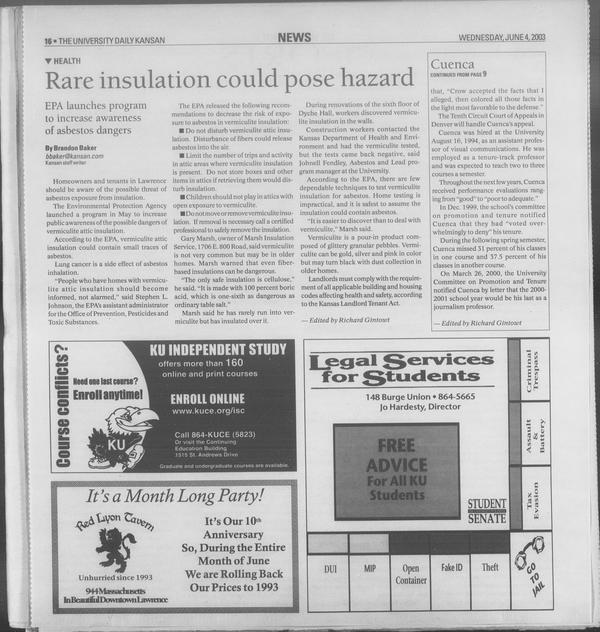 16 • THE UNIVERSITY DAILY KANSAN
NEWS
WEDNESDAY, JUNE 4, 2003
▼ HEALTH
Rare insulation could pose hazard
EPA launches program
to increase awareness
of asbestos dangers
By Brandon Baker
bbaker@kansan.com
Kansan staff writer
Homeowners and tenants in Lawrence
should be aware of the possible threat of
asbestos exposure from insulation.
The Environmental Protection Agency
launched a program in May to increase
public awareness of the possible dangers of
vermiculite attic insulation.
According to the EPA, vermiculite attic
insulation could contain small traces of
asbestos.
Lung cancer is a side effect of asbestos
inhalation.
"People who have homes with vermicu-
lite attic insulation should become
informed, not alarmed," said Stephen L.
Johnson, the EPA's assistant administrator
for the Office of Prevention, Pesticides and
Toxic Substances.
The EPA released the following recom-
mendations to decrease the risk of expo-
sure to asbestos in vermiculite insulation:
■ Do not disturb vermiculite attic insu-
lation. Disturbance of fibers could release
asbestos into the air.
■ Limit the number of trips and activity
in attic areas where vermiculite insulation
is present. Do not store boxes and other
items in attics if retrieving them would dis-
turb insulation.
■ Children should not play in attics with
open exposure to vermiculite.
■ Do not move or remove vermiculite insu-
lation. If removal is necessary call a certified
professional to safely remove the insulation.
Gary Marsh, owner of Marsh Insulation
Service, 1706 E. 800 Road, said vermiculite
is not very common but may be in older
homes. Marsh warned that even fiber-
based insulations can be dangerous.
"The only safe insulation is cellulose,"
he said. "It is made with 100 percent boric
acid, which is one-sixth as dangerous as
ordinary table salt."
Marsh said he has rarely run into ver-
miculite but has insulated over it.
During renovations of the sixth floor of
Dyche Hall, workers discovered vermicu-
lite insulation in the walls.
Construction workers contacted the
Kansas Department of Health and Envi-
ronment and had the vermiculite tested,
but the tests came back negative, said
Johnell Fendley, Asbestos and Lead pro-
gram manager at the University.
According to the EPA, there are few
dependable techniques to test vermiculite
insulation for asbestos. Home testing is
impractical, and it is safest to assume the
insulation could contain asbestos.
"It is easier to discover than to deal with
vermiculite," Marsh said.
Vermiculite is a pour-in product com-
posed of glittery granular pebbles. Vermi-
culite can be gold, silver and pink in color
but may turn black with dust collection in
older homes.
Landlords must comply with the require-
ment of all applicable building and housing
codes affecting health and safety, according
to the Kansas Landlord Tenant Act.
— Edited by Richard Gintowt
Cuenca
CONTINUED FROM PAGE 9
that, "Crow accepted the facts that I
alleged, then colored all those facts in
the light most favorable to the defense."
The Tenth Circuit Court of Appeals in
Denver will handle Cuenca's appeal.
Cuenca was hired at the University
August 16, 1994, as an assistant profes-
sor of visual communications. He was
employed as a tenure-track professor
and was expected to teach two to three
courses a semester.
Throughout the next few years, Cuenca
received performance evaluations rang-
ing from "good" to "poor to adequate."
In Dec. 1999, the school's committee
on promotion and tenure notified
Cuenca that they had "voted over-
whelmingly to deny" his tenure.
During the following spring semester,
Cuenca missed 31 percent of his classes
in one course and 37.5 percent of his
classes in another course.
On March 26, 2000, the University
Committee on Promotion and Tenure
notified Cuenca by letter that the 2000-
2001 school year would be his last as a
journalism professor.
— Edited by Richard Gintowt
Course conflicts?
Need one last course?
Enroll anytime!
KU
KU INDEPENDENT STUDY
offers more than 160
online and print courses
ENROLL ONLINE
www.kuce.org/isc
Call 864-KUCE (5823)
Or visit the Continuing
Education Building
1515 St. Andrews Drive
Graduate and undergraduate courses are available.
It's a Month Long Party!
Red Lyon Tavern
Unhurried since 1993
944 Massachusetts
In Beautiful Downtown Lawrence
It's Our 10th
Anniversary
So, During the Entire
Month of June
We are Rolling Back
Our Prices to 1993
Legal Services
for Students
148 Burge Union • 864-5665
Jo Hardesty, Director
FREE
ADVICE
For All KU
Students
STUDENT
SENATE
Criminal
Trespass
Assault
&
Battery
Tax
Evasion
DUI
MIP
Open
Container
Fake ID
Theft
GO
TO
JAIL